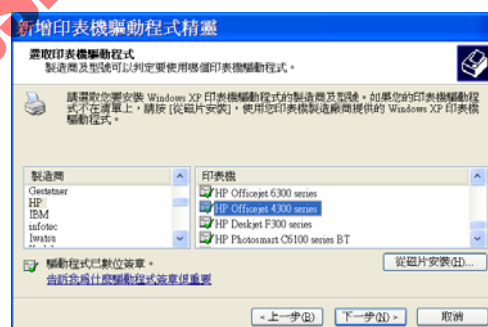 新增印表機驅動程式精靈
選取印表機驅動程式
製造商及型號可以判定要使用哪個印表機驅動程式。
請選取您要安裝 Windows XP 印表機驅動程式的製造商及型號。如果您的印表機驅動程
式不在清單上，請按 [從磁片安裝]，使用您印表機製造廠商提供的 Windows XP 印表機
驅動程式。
製造商
印表機
Gestetner
HP
IBM
infotec
Iwatsu
HP Officejet 6300 series
HP Officejet 4300 series
HP Deskjet F300 series
HP Photosmart C6100 series BT
驅動程式已數位簽章。
告訴我為什麼驅動程式簽章很重要
從磁片安裝(H)...
< 上一步(B)
下一步(N) >
取消